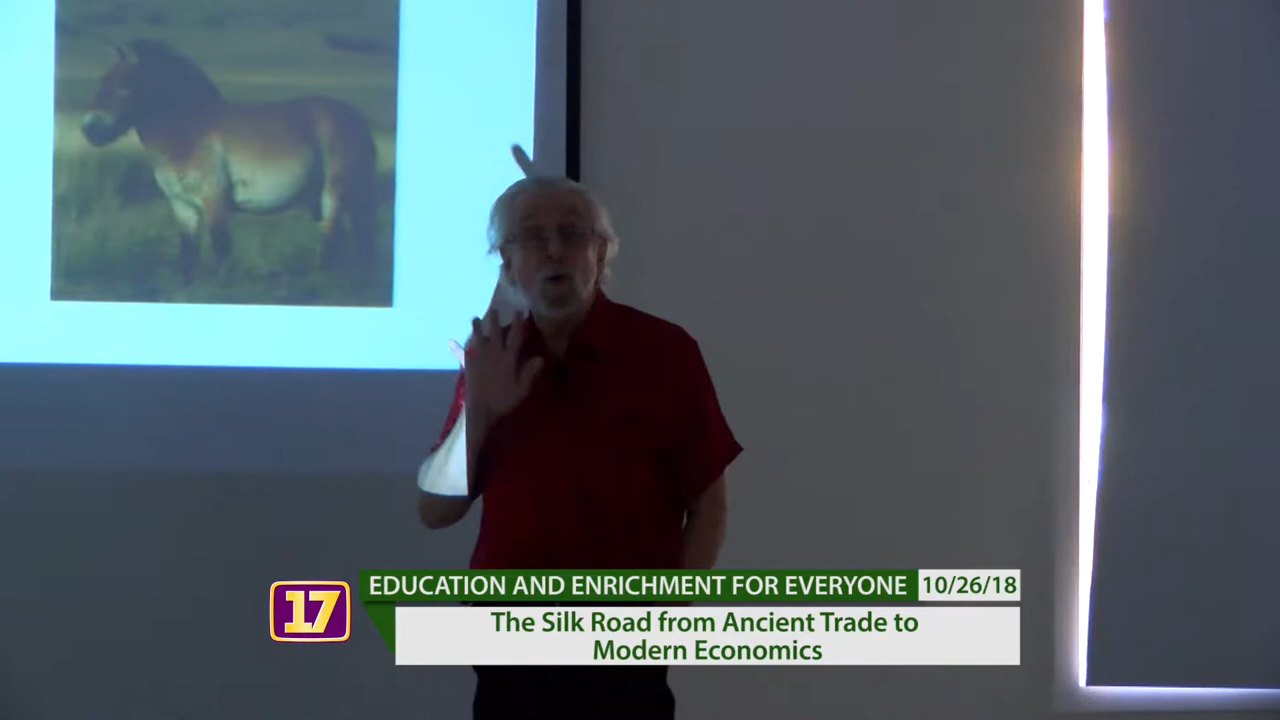 17
EDUCATION AND ENRICHMENT FOR EVERYONE 10/26/18
The Silk Road from Ancient Trade to
Modern Economics